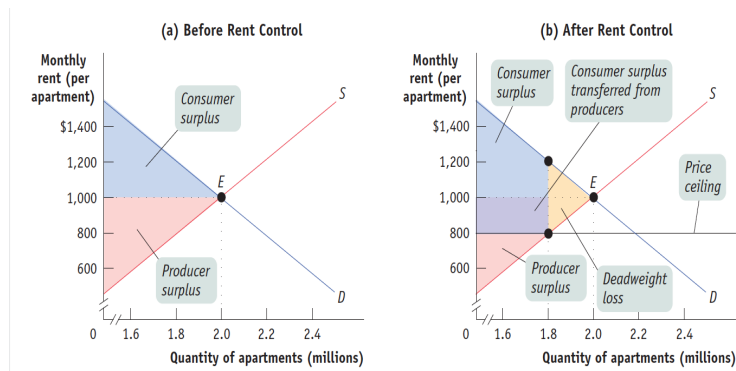 (a) Before Rent Control
Monthly
rent (per
apartment)
$1,400
1,200
1,000
800
600
0
1.6
1.8
2.0
2.2
2.4
Quantity of apartments (millions)
Consumer
surplus
Producer
surplus
E
S
D
(b) After Rent Control
Monthly
rent (per
apartment)
$1,400
1,200
1,000
800
600
0
1.6
1.8
2.0
2.2
2.4
Quantity of apartments (millions)
Consumer
surplus
Consumer surplus
transferred from
producers
Price
ceiling
Producer
surplus
Deadweight
loss
E
S
D